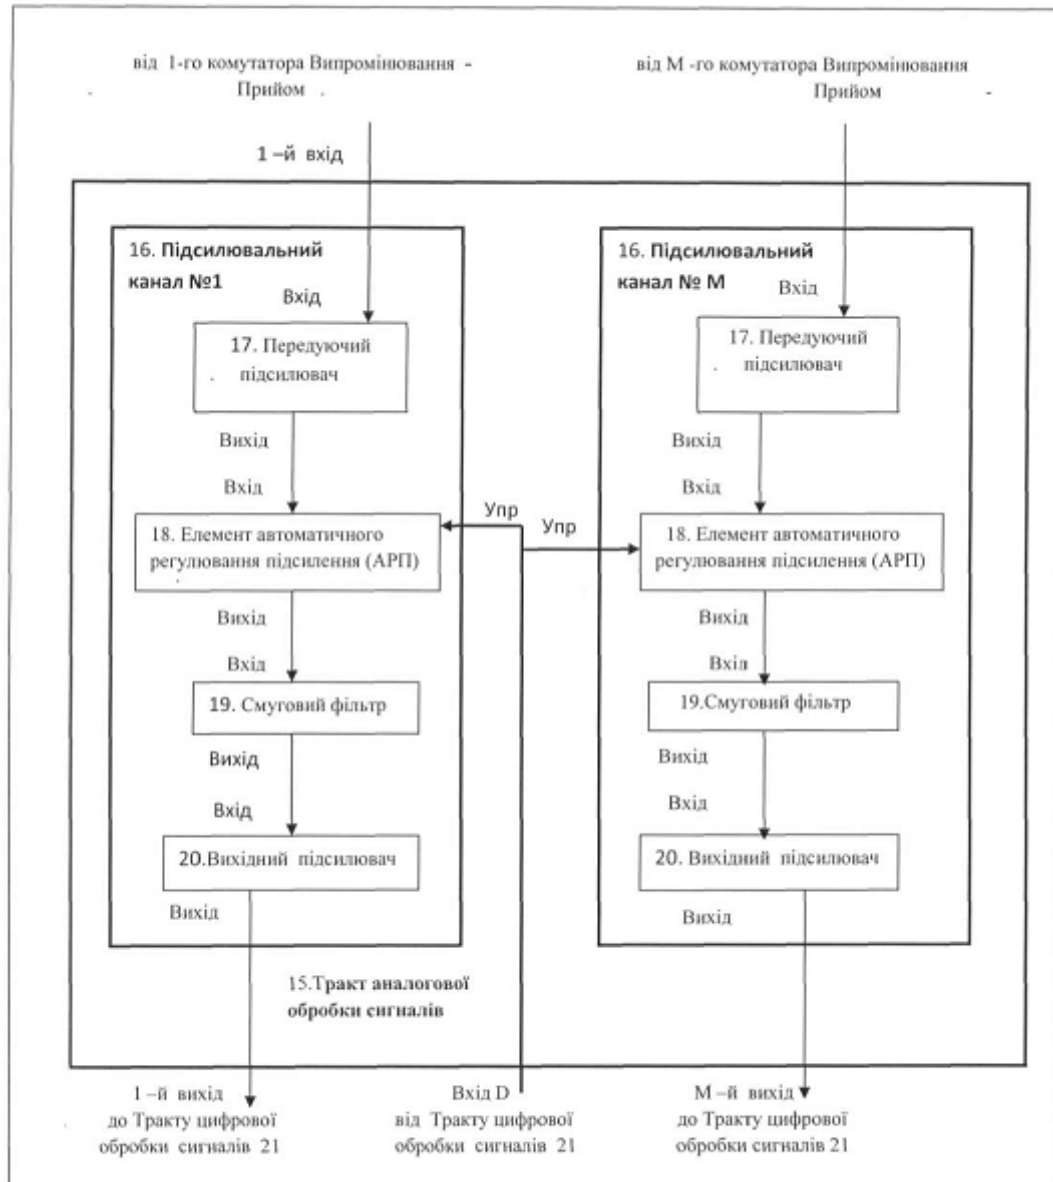 від 1-го комутатора Випромінювання -
Прийом
від М -го комутатора Випромінювання
Прийом -
1 –й вхід
16. Підсилювальний
канал №1
Вхід
17. Передуючий
підсилювач
Вихід
Вхід
18. Елемент автоматичного
регулювання підсилення (АРП)
Вихід
Вхід
19. Смуговий фільтр
Вихід
Вхід
20.Вихідний підсилювач
Вихід
Упр
Упр
16. Підсилювальний
канал № М
Вхід
17. Передуючий
підсилювач
Вихід
Вхід
18. Елемент автоматичного
регулювання підсилення (АРП)
Вихід
Вхід
19.Смуговий фільтр
Вихід
Вхід
20. Вихідний підсилювач
Вихід
15.Тракт аналогової
обробки сигналів
1 –й вихід
до Тракту цифрової
обробки сигналів 21
Вхід D
від Тракту цифрової
обробки сигналів 21
М –й вихід
до Тракту цифрової
обробки сигналів 21